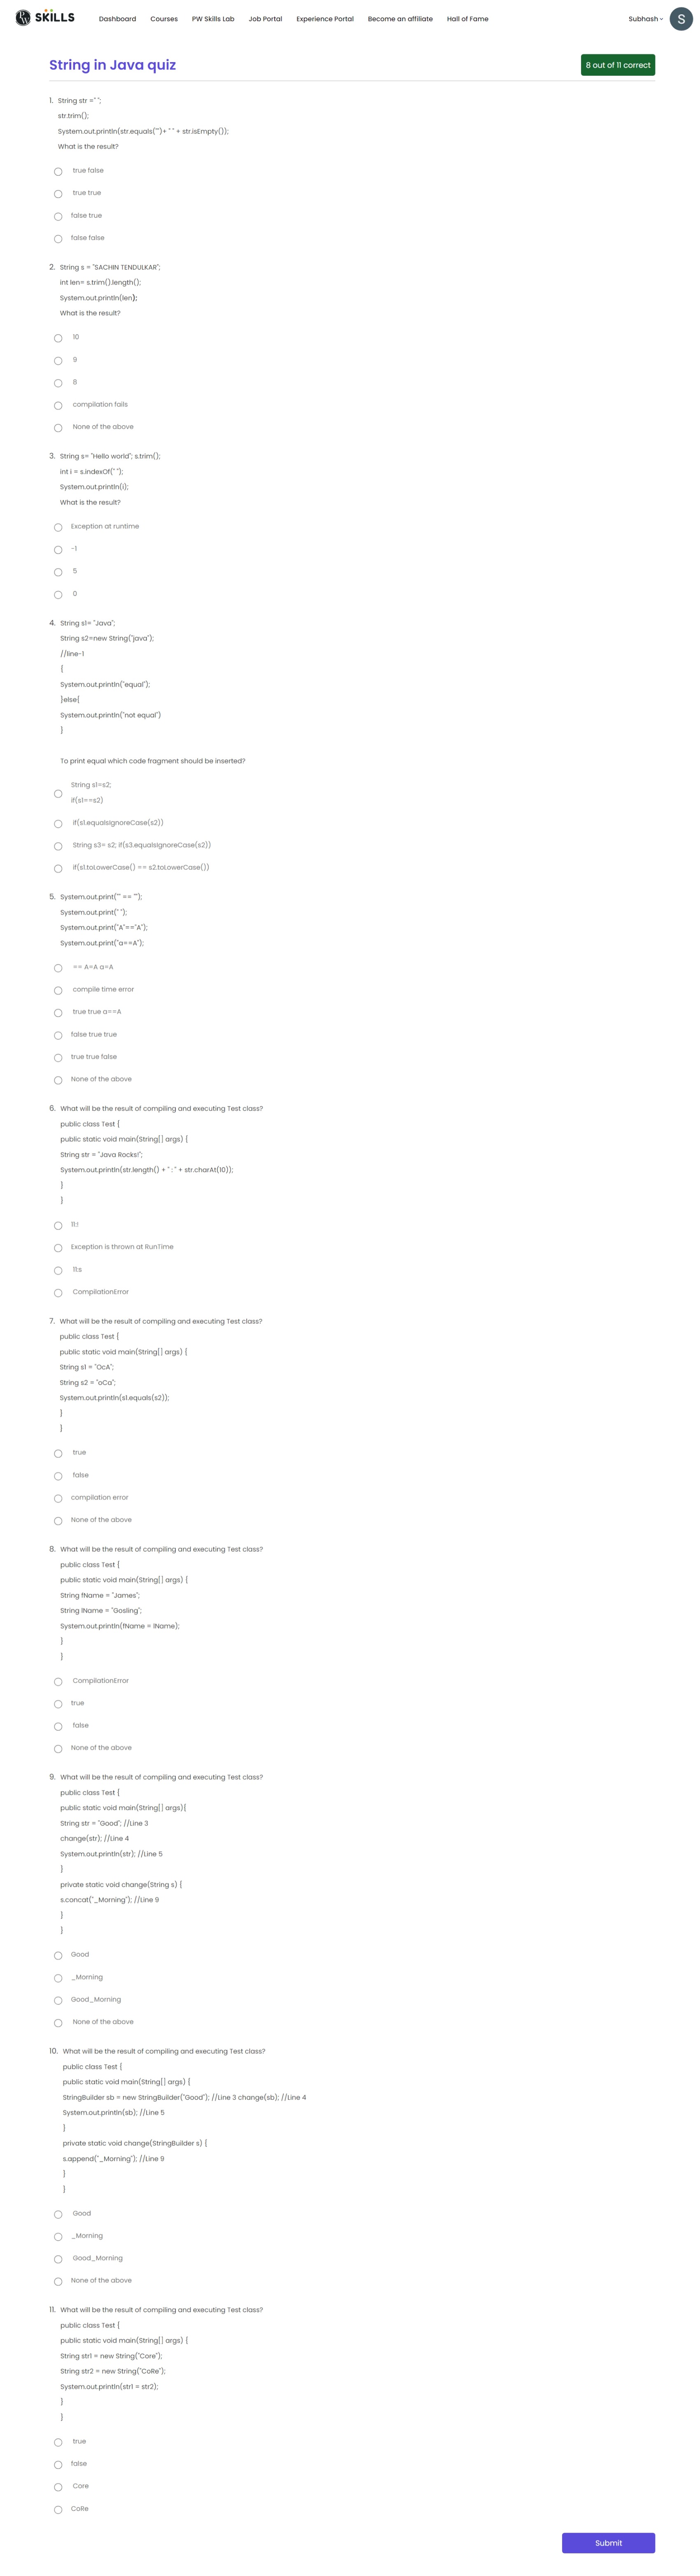 PW SKILLS
Dashboard Courses PW Skills Lab Job Portal Experience Portal Become an affiliate Hall of Fame Subhash S
String in Java quiz
8 out of 11 correct
1. String str =" ";
str.trim();
System.out.println(str.equals("")+ " " + str.isEmpty());
What is the result?
true false
true true
false true
false false
2. String s = "SACHIN TENDULKAR";
int len= s.trim().length();
System.out.println(len);
What is the result?
10
9
8
compilation fails
None of the above
3. String s= "Hello world"; s.trim();
int i = s.indexOf(" ");
System.out.println(i);
What is the result?
Exception at runtime
-1
5
0
4. String s1= "Java";
String s2=new String("java");
//line-1
{
System.out.println("equal");
}else{
System.out.println("not equal")
}
To print equal which code fragment should be inserted?
String s1=s2;
if(s1==s2)
if(s1.equalsIgnoreCase(s2))
String s3= s2; if(s3.equalsIgnoreCase(s2))
if(s1.toLowerCase() == s2.toLowerCase())
5. System.out.print("" == "");
System.out.print(" ");
System.out.print("A"=="A");
System.out.print("a==A");
== A=A a=A
compile time error
true true a==A
false true true
true true false
None of the above
6. What will be the result of compiling and executing Test class?
public class Test {
public static void main(String[] args) {
String str = "Java Rocks!";
System.out.println(str.length() + " : " + str.charAt(10));
}
}
11:!
Exception is thrown at RunTime
11:s
CompilationError
7. What will be the result of compiling and executing Test class?
public class Test {
public static void main(String[] args) {
String s1 = "OcA";
String s2 = "oCa";
System.out.println(s1.equals(s2));
}
}
true
false
compilation error
None of the above
8. What will be the result of compiling and executing Test class?
public class Test {
public static void main(String[] args) {
String fName = "James";
String lName = "Gosling";
System.out.println(fName = lName);
}
}
CompilationError
true
false
None of the above
9. What will be the result of compiling and executing Test class?
public class Test {
public static void main(String[] args){
String str = "Good"; //Line 3
change(str); //Line 4
System.out.println(str); //Line 5
}
private static void change(String s) {
s.concat("_Morning"); //Line 9
}
}
Good
_Morning
Good_Morning
None of the above
10. What will be the result of compiling and executing Test class?
public class Test {
public static void main(String[] args) {
StringBuilder sb = new StringBuilder("Good"); //Line 3 change(sb); //Line 4
System.out.println(sb); //Line 5
}
private static void change(StringBuilder s) {
s.append("_Morning"); //Line 9
}
}
Good
_Morning
Good_Morning
None of the above
11. What will be the result of compiling and executing Test class?
public class Test {
public static void main(String[] args) {
String str1 = new String("Core");
String str2 = new String("CoRe");
System.out.println(str1 = str2);
}
}
true
false
Core
CoRe
Submit